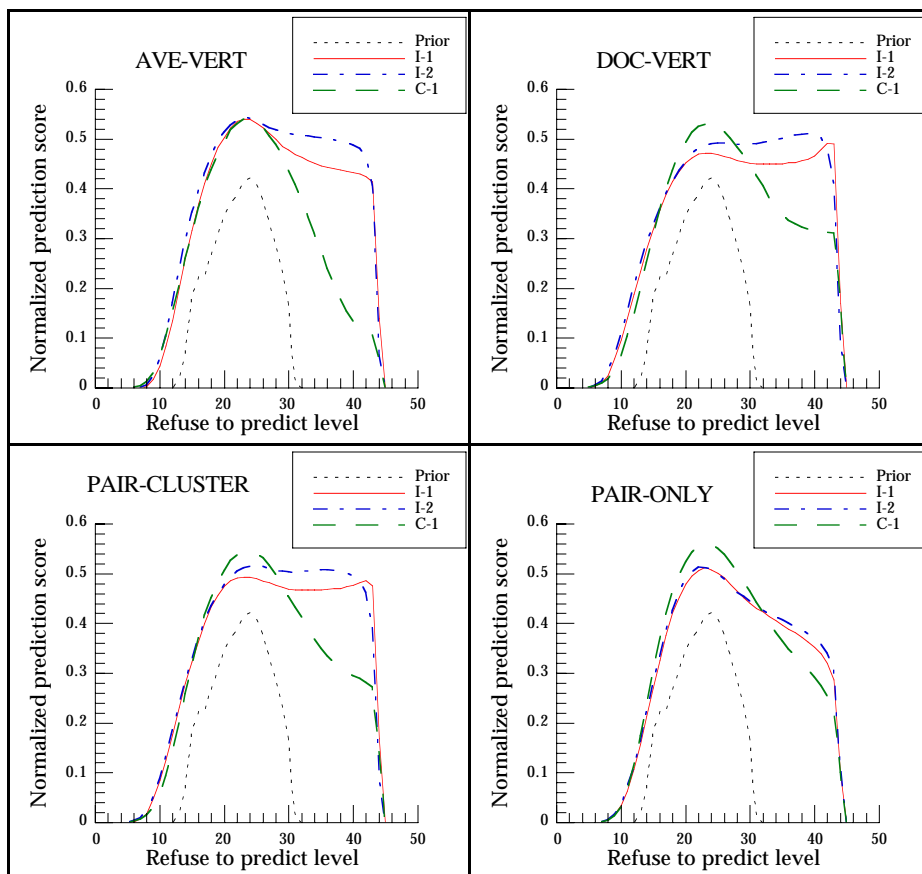 AVE-VERT
Prior
I-1
I-2
C-1
Normalized prediction score
0.6
0.5
0.4
0.3
0.2
0.1
0
0 10 20 30 40 50
Refuse to predict level
DOC-VERT
Prior
I-1
I-2
C-1
Normalized prediction score
0.6
0.5
0.4
0.3
0.2
0.1
0
0 10 20 30 40 50
Refuse to predict level
PAIR-CLUSTER
Prior
I-1
I-2
C-1
Normalized prediction score
0.6
0.5
0.4
0.3
0.2
0.1
0
0 10 20 30 40 50
Refuse to predict level
PAIR-ONLY
Prior
I-1
I-2
C-1
Normalized prediction score
0.6
0.5
0.4
0.3
0.2
0.1
0
0 10 20 30 40 50
Refuse to predict level